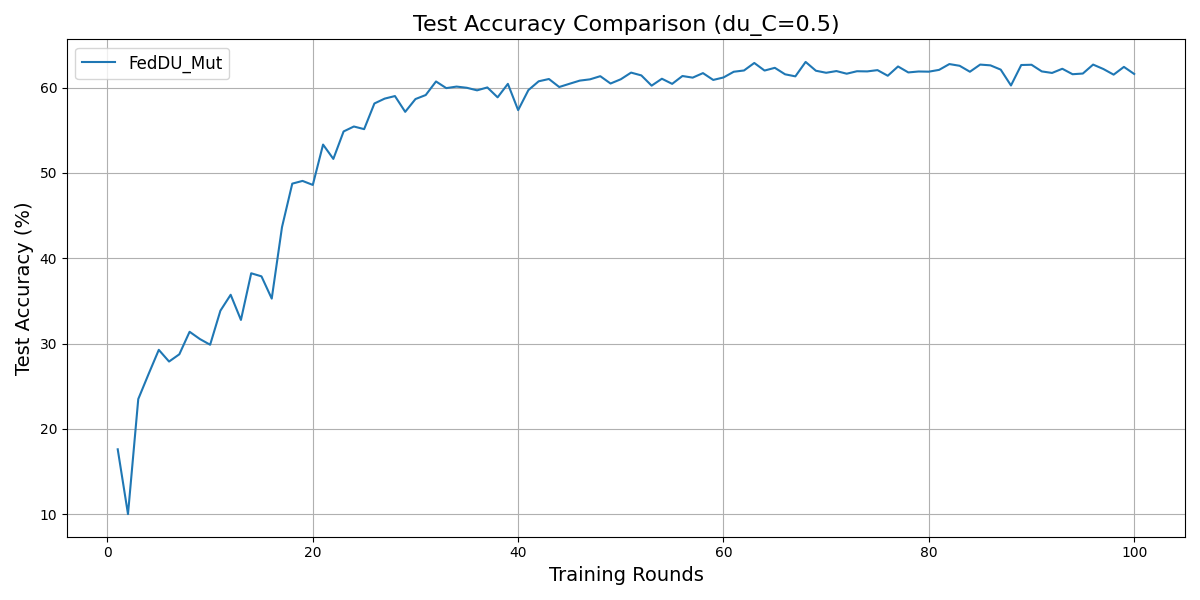 Test Accuracy Comparison (du_C=0.5)
FedDU_Mut
Test Accuracy (%)
60
50
40
30
20
10
0 20 40 60 80 100
Training Rounds